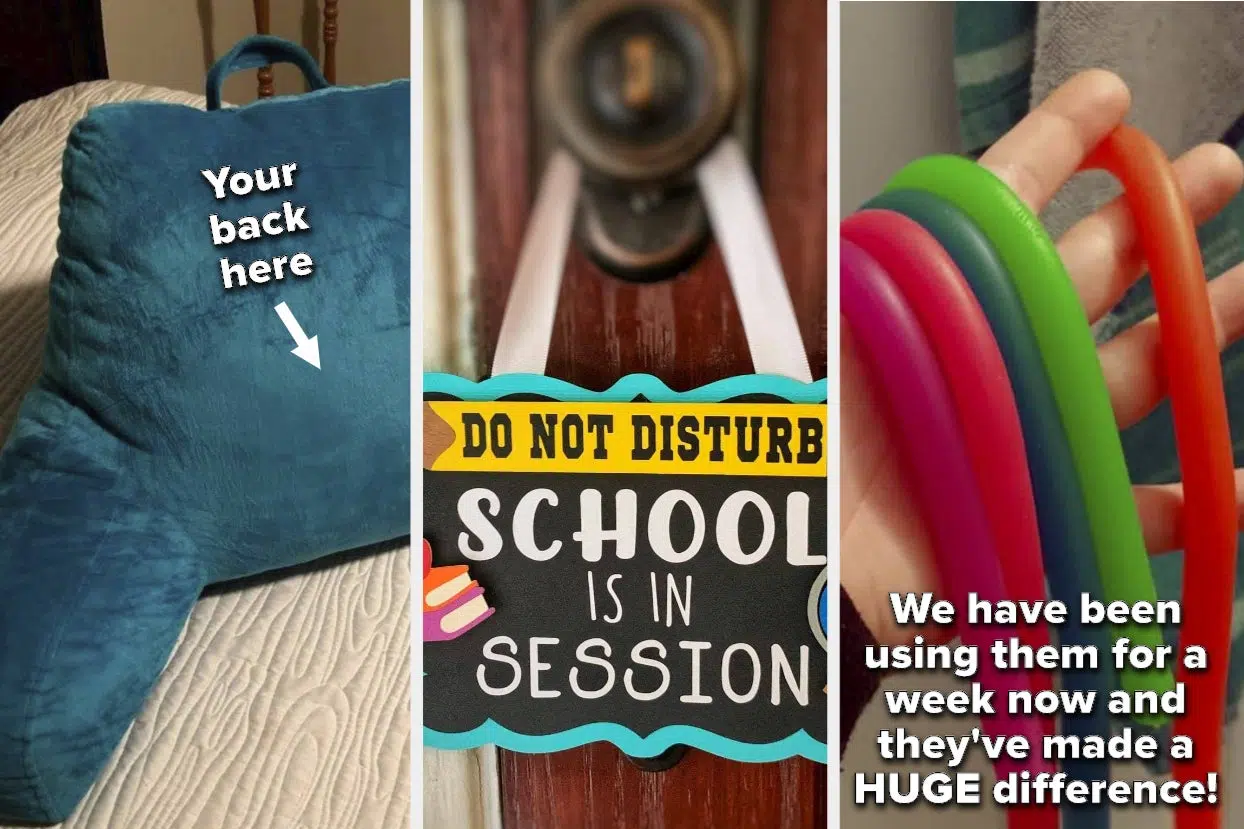 Your
back
here
DO NOT DISTURB
SCHOOL
IS IN
SESSION
We have been
using them for a
week now and
they've made a
HUGE difference!